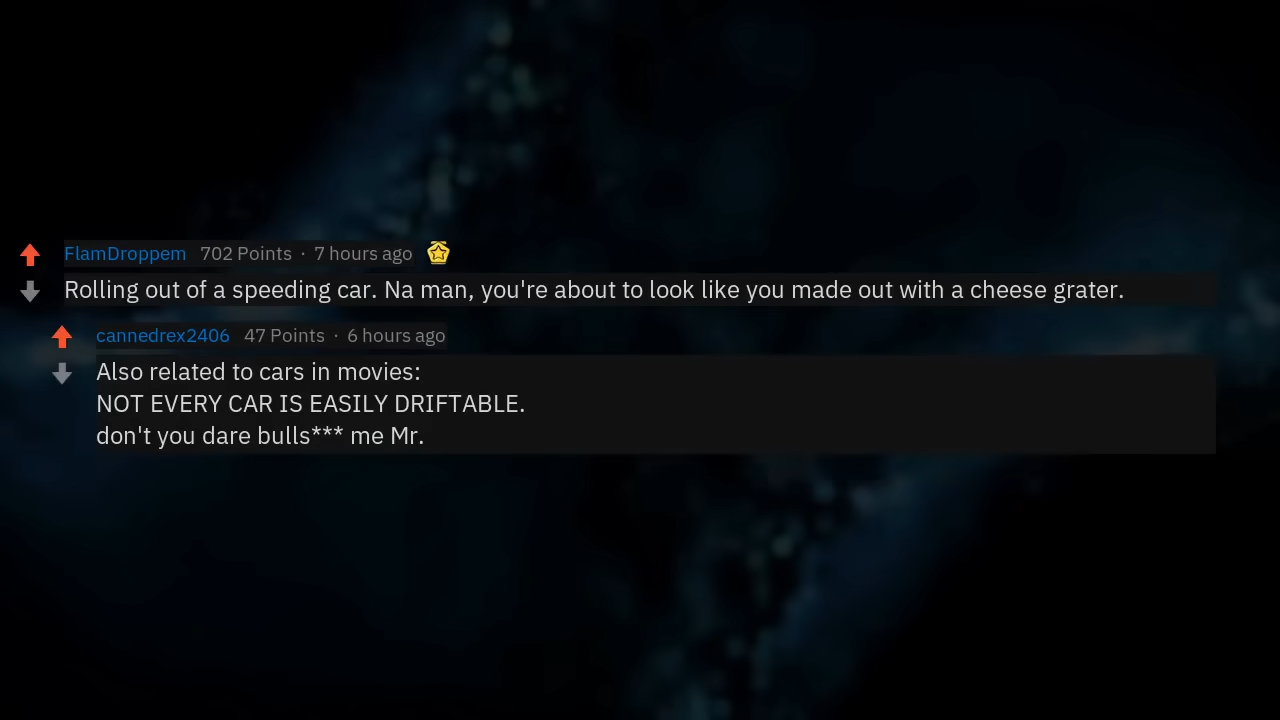 FlamDroppem 702 Points · 7 hours ago
Rolling out of a speeding car. Na man, you're about to look like you made out with a cheese grater.
cannedrex2406 47 Points · 6 hours ago
Also related to cars in movies:
NOT EVERY CAR IS EASILY DRIFTABLE.
don't you dare bulls*** me Mr.